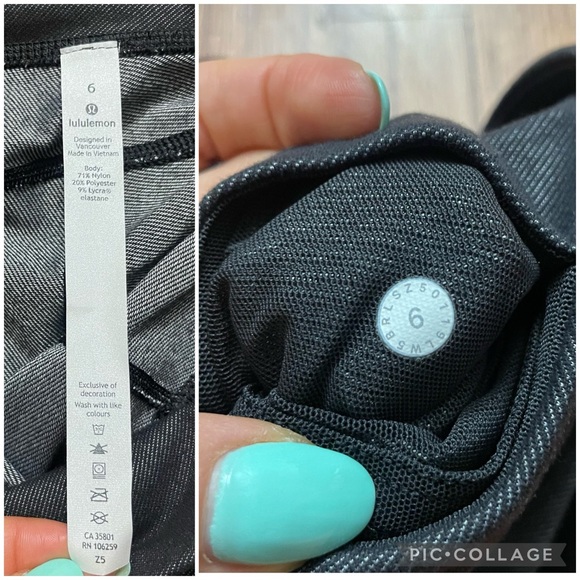 6
lululemon
Designed in
Vancouver
Made in Vietnam
Body:
71% Nylon
20% Polyester
9% Lycra®
elastane
Exclusive of
decoration
Wash with like
colours
CA 35801
RN 106259
Z5
6
LW5BRLSZ50179
PIC•COLLAGE